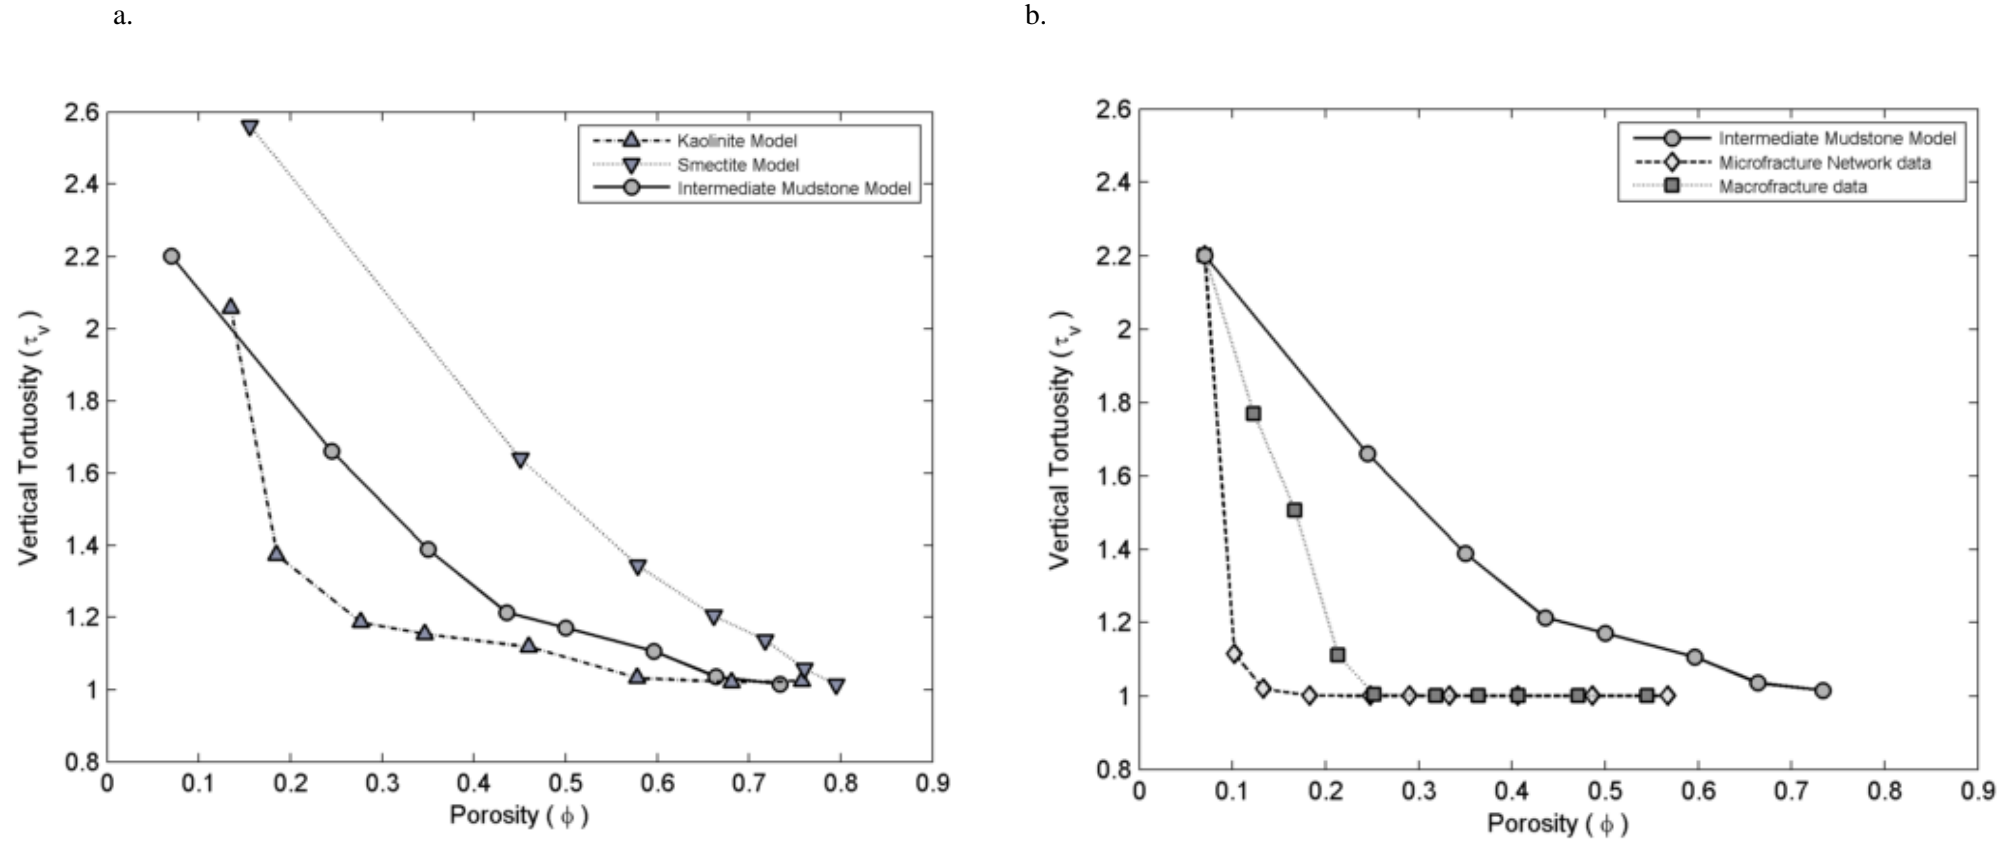 a.
2.6
2.4
2.2
2
1.8
1.6
1.4
1.2
1
0.8
0 0.1 0.2 0.3 0.4 0.5 0.6 0.7 0.8 0.9
Vertical Tortuosity ( τv )
Porosity ( ϕ )
Kaolinite Model
Smectite Model
Intermediate Mudstone Model
b.
2.6
2.4
2.2
2
1.8
1.6
1.4
1.2
1
0.8
0 0.1 0.2 0.3 0.4 0.5 0.6 0.7 0.8 0.9
Vertical Tortuosity ( τv )
Porosity ( ϕ )
Intermediate Mudstone Model
Microfracture Network data
Macrofracture data